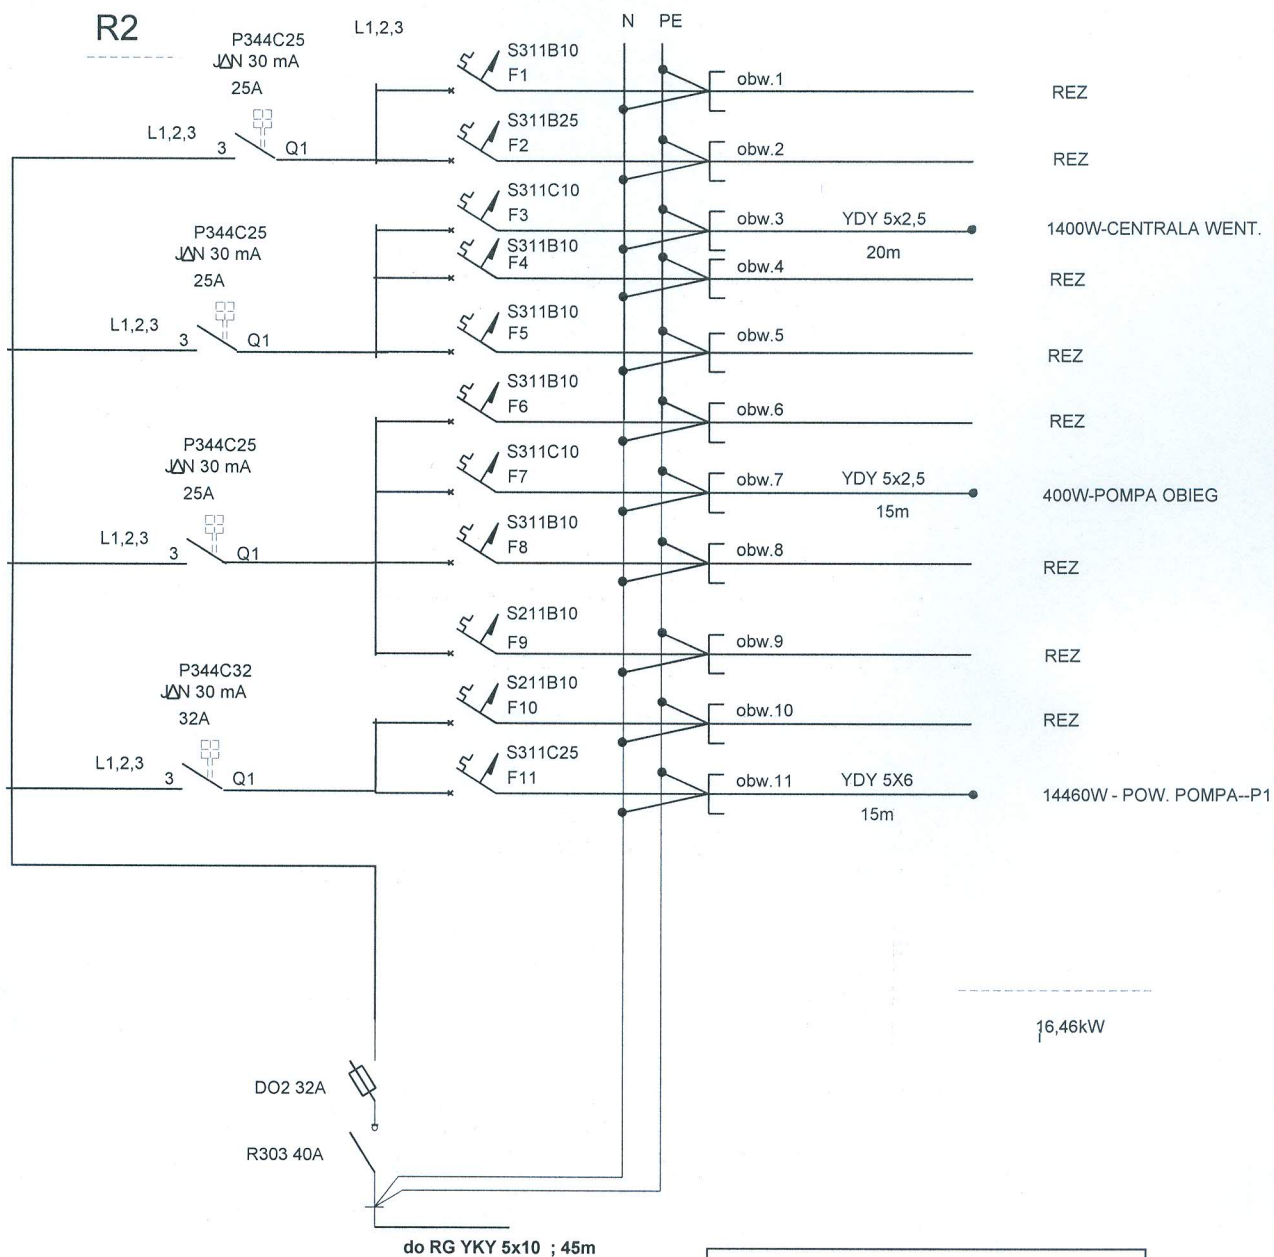 R2
L1,2,3
N PE
P344C25
JΔN 30 mA
25A
L1,2,3
3
Q1
S311B10
F1
obw.1
REZ
S311B25
F2
obw.2
REZ
S311C10
F3
obw.3
YDY 5x2,5
20m
1400W-CENTRALA WENT.
P344C25
JΔN 30 mA
25A
L1,2,3
3
Q1
S311B10
F4
obw.4
REZ
S311B10
F5
obw.5
REZ
S311B10
F6
obw.6
REZ
P344C25
JΔN 30 mA
25A
L1,2,3
3
Q1
S311C10
F7
obw.7
YDY 5x2,5
15m
400W-POMPA OBIEG
S311B10
F8
obw.8
REZ
S211B10
F9
obw.9
REZ
P344C32
JΔN 30 mA
32A
L1,2,3
3
Q1
S211B10
F10
obw.10
REZ
S311C25
F11
obw.11
YDY 5X6
15m
14460W - POW. POMPA--P1
16,46kW
DO2 32A
R303 40A
do RG YKY 5x10 ; 45m